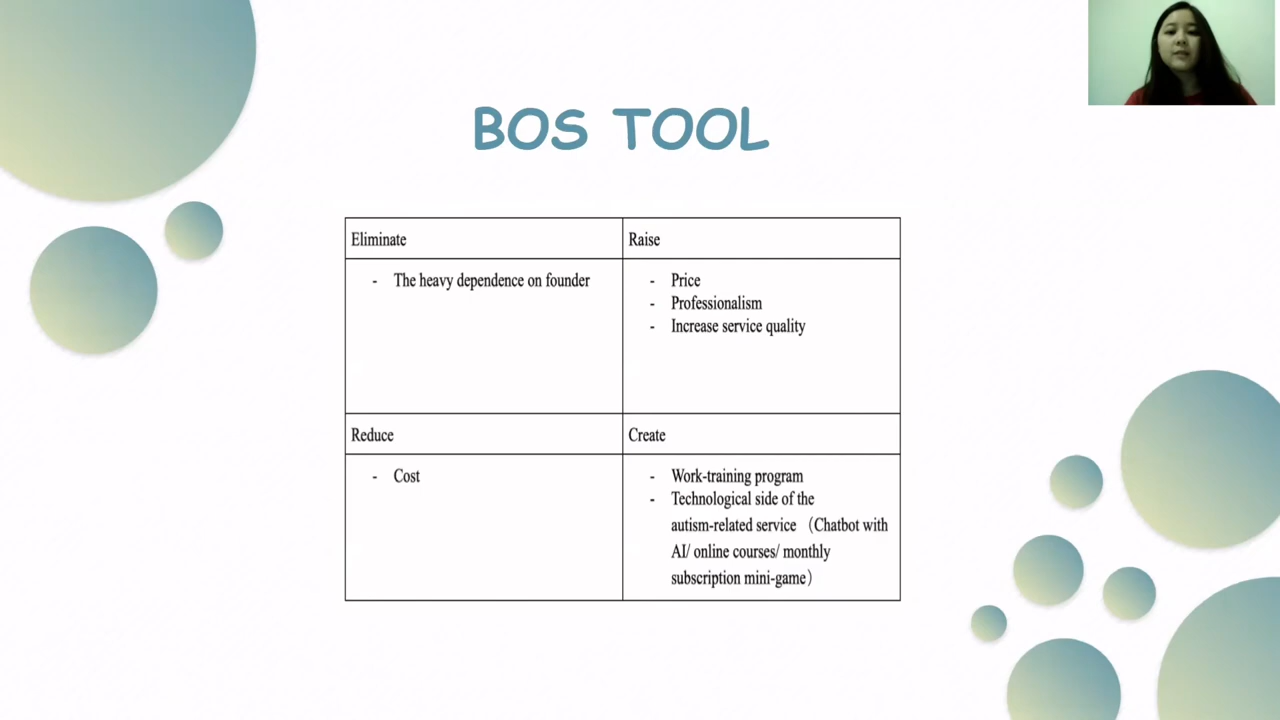 BOS TOOL
Eliminate
- The heavy dependence on founder
Raise
- Price
- Professionalism
- Increase service quality
Reduce
- Cost
Create
- Work-training program
- Technological side of the
autism-related service （Chatbot with
AI/ online courses/ monthly
subscription mini-game）